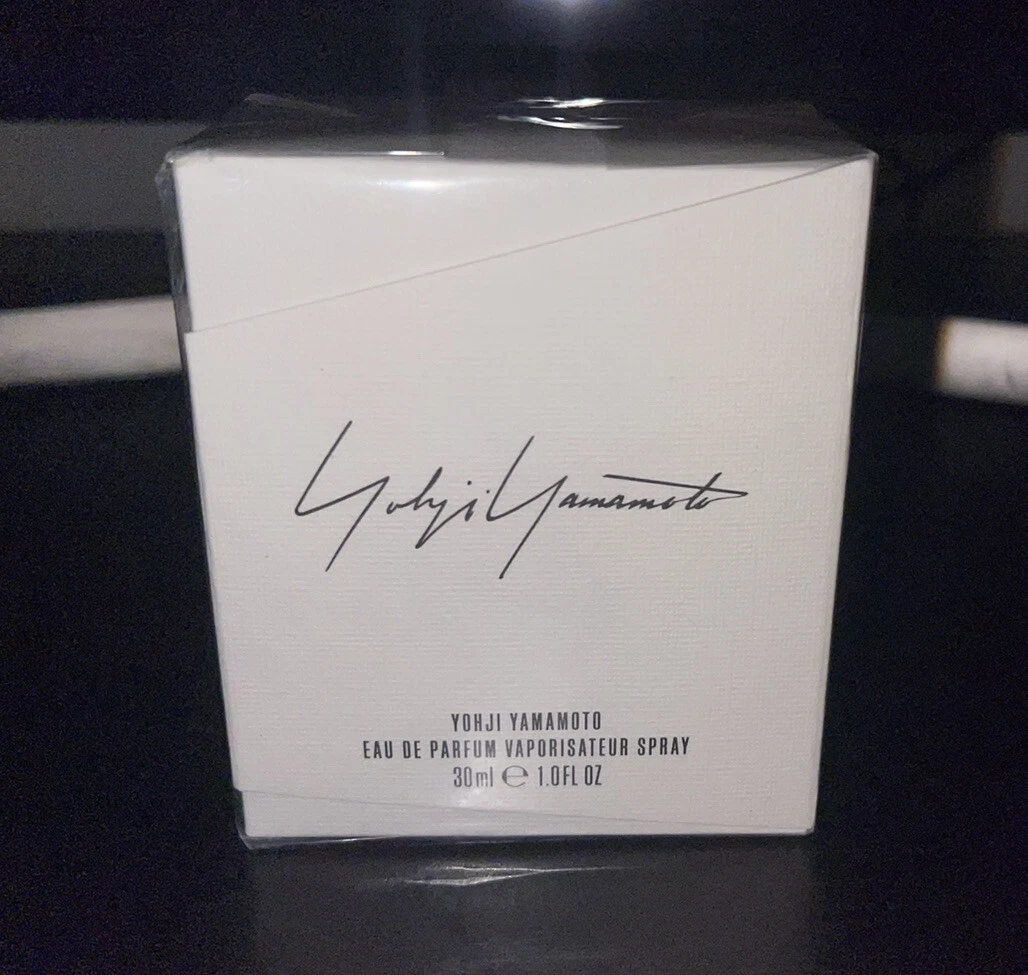 Yohji Yamamoto
YOHJI YAMAMOTO
EAU DE PARFUM VAPORISATEUR SPRAY
30ml ℮ 1.0FL OZ